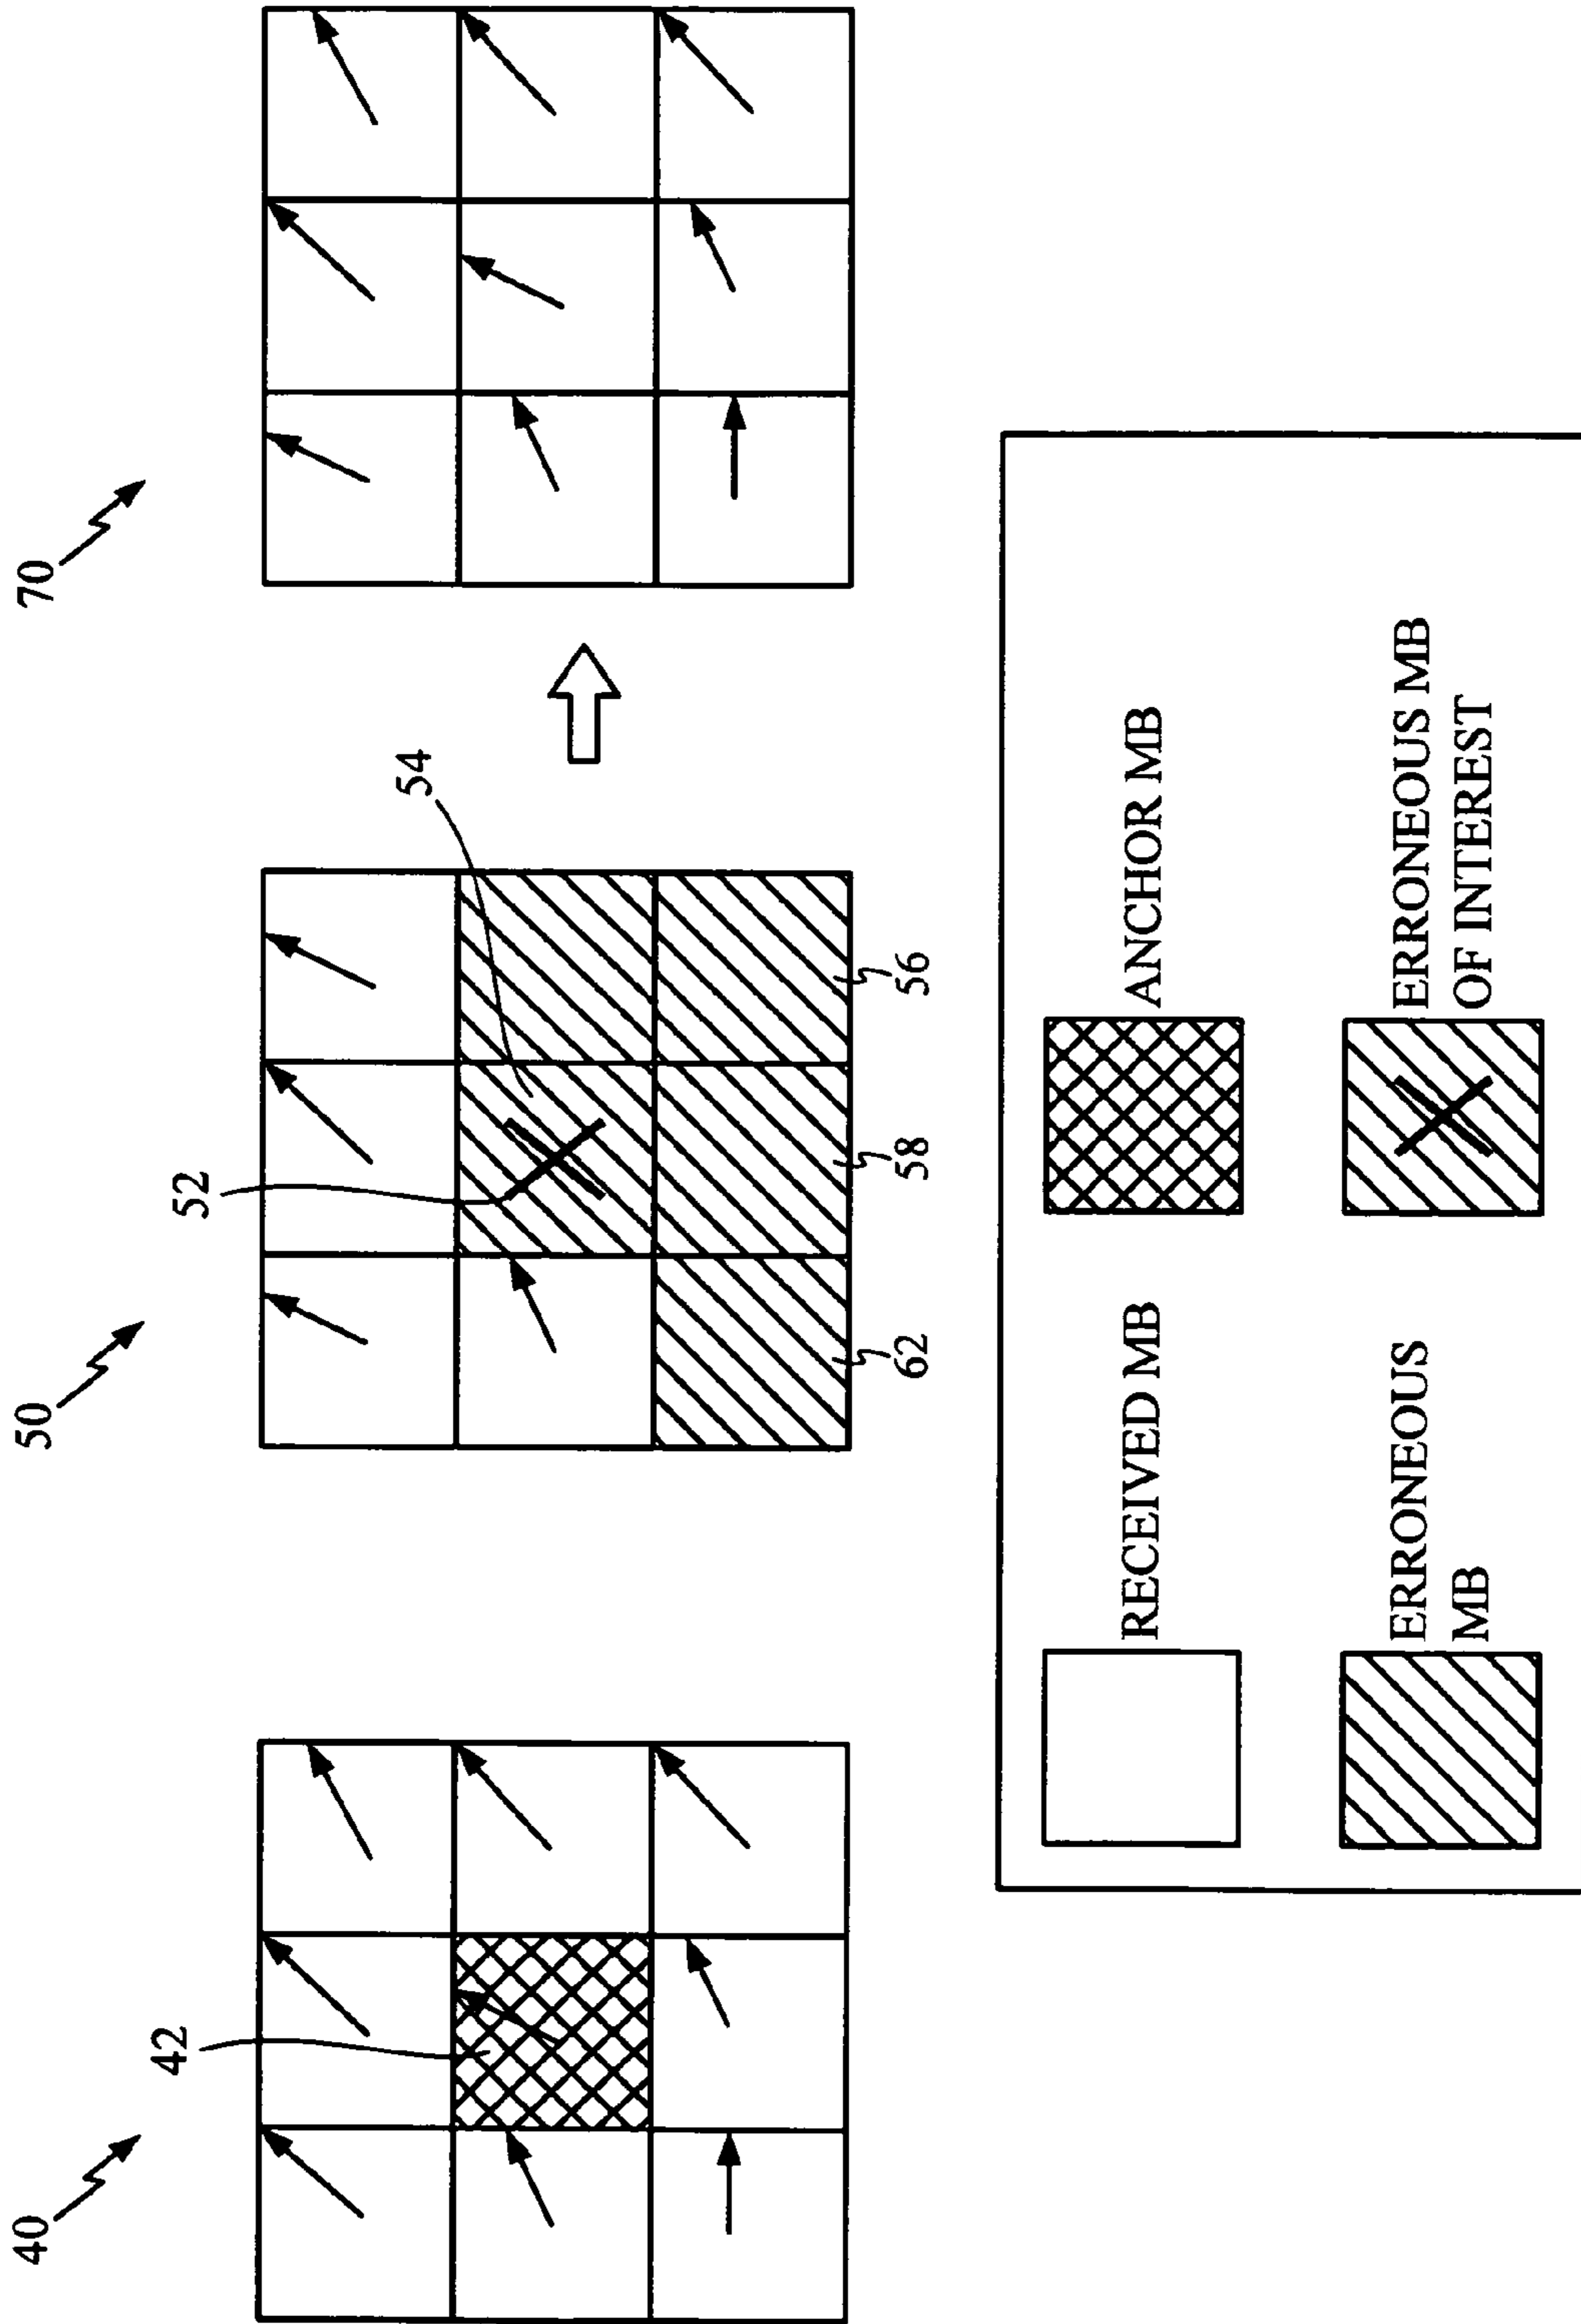 40
42
50
52
54
62
58
56
70
RECEIVED MB
ANCHOR MB
ERRONEOUS
MB
ERRONEOUS MB
OF INTEREST